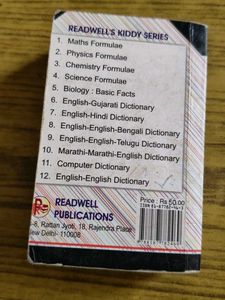 READWELL'S KIDDY SERIES
1. Maths Formulae
2. Physics Formulae
3. Chemistry Formulae
4. Science Formulae
5. Biology : Basic Facts
6. English-Gujarati Dictionary
7. English-Hindi Dictionary
8. English-English-Bengali Dictionary
9. English-English-Telugu Dictionary
10. Marathi-Marathi-English Dictionary
11. Computer Dictionary
12. English-English Dictionary
Price : Rs 50.00
READWELL
PUBLICATIONS
-8, Rattan Jyoti, 18, Rajendra Place
New Delhi- 110008